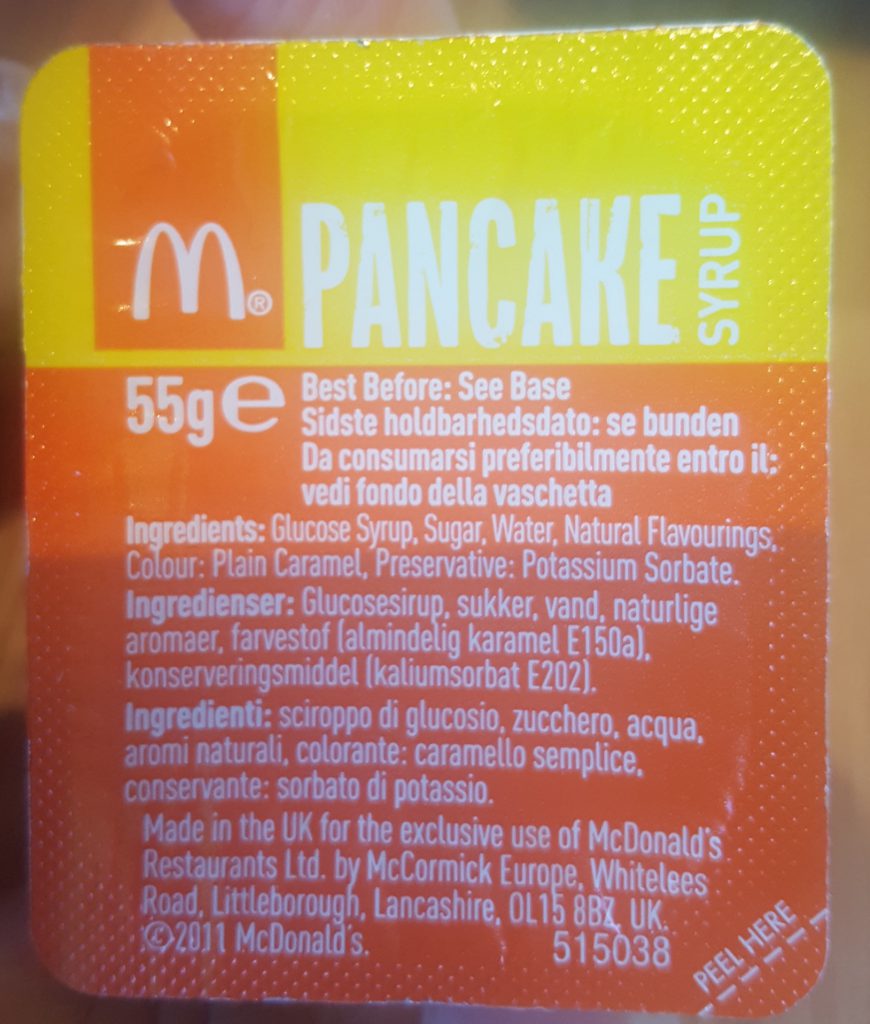 M®
PANCAKE
SYRUP
55g ℮
Best Before: See Base
Sidste holdbarhedsdato: se bunden
Da consumarsi preferibilmente entro il:
vedi fondo della vaschetta
Ingredients: Glucose Syrup, Sugar, Water, Natural Flavourings,
Colour: Plain Caramel, Preservative: Potassium Sorbate.
Ingredienser: Glucosesirup, sukker, vand, naturlige
aromaer, farvestof (almindelig karamel E150a),
konserveringsmiddel (kaliumsorbat E202).
Ingredienti: sciroppo di glucosio, zucchero, acqua,
aromi naturali, colorante: caramello semplice,
conservante: sorbato di potassio.
Made in the UK for the exclusive use of McDonald's
Restaurants Ltd. by McCormick Europe, Whitelees
Road, Littleborough, Lancashire, OL15 8BZ, UK.
©2011 McDonald's.
515038
PEEL HERE